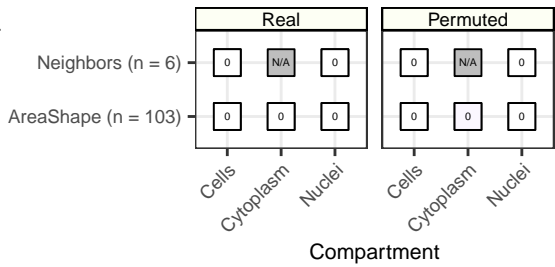 Real Permuted
Neighbors (n = 6) 0 N/A 0 0 N/A 0
AreaShape (n = 103) 0 0 0 0 0 0
Cells Cytoplasm Nuclei Cells Cytoplasm Nuclei
Compartment